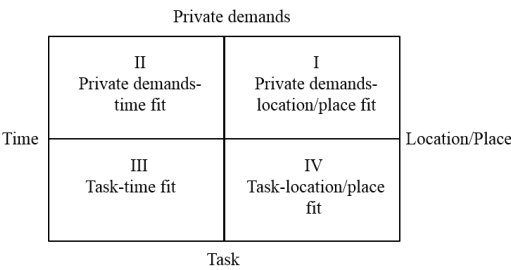 Private demands
II
Private demands-
time fit
I
Private demands-
location/place fit
Time
Location/Place
III
Task-time fit
IV
Task-location/place
fit
Task